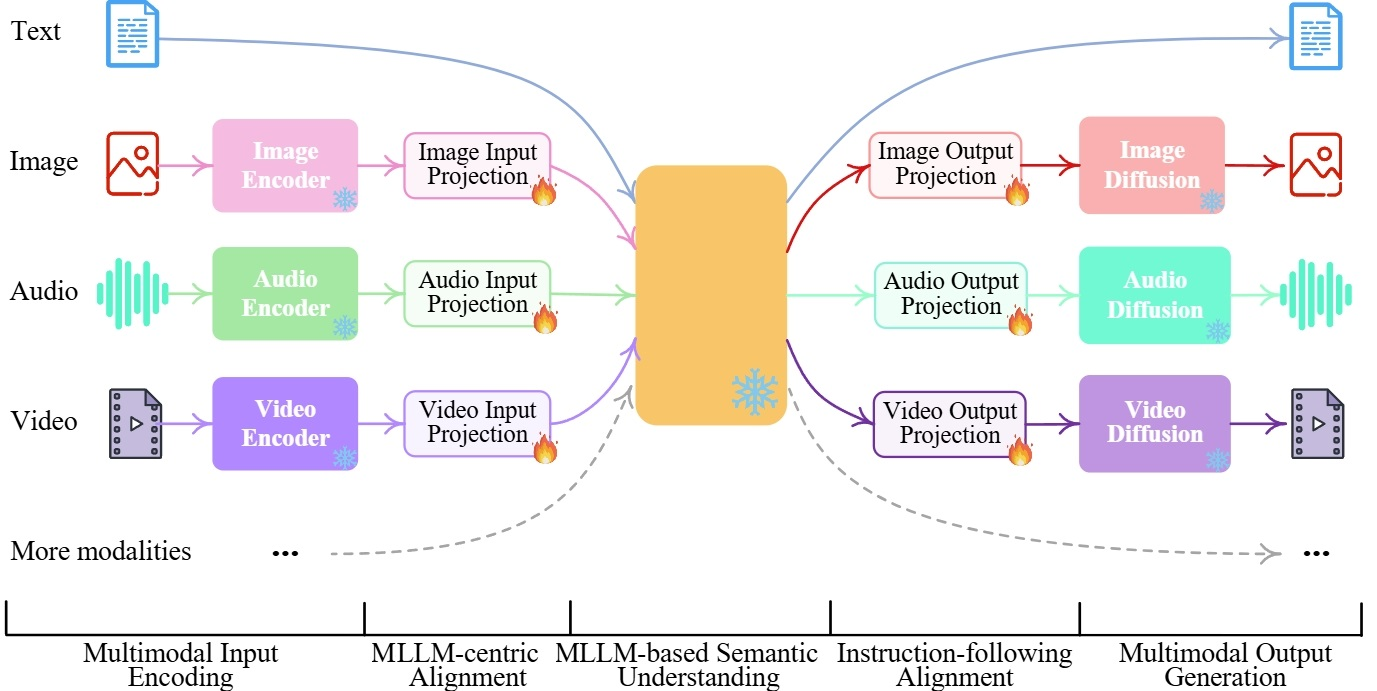 Text
Image
Image
Encoder
Image Input
Projection
Image Output
Projection
Image
Diffusion
Audio
Audio
Encoder
Audio Input
Projection
Audio Output
Projection
Audio
Diffusion
Video
Video
Encoder
Video Input
Projection
Video Output
Projection
Video
Diffusion
More modalities
...
...
Multimodal Input
Encoding
MLLM-centric
Alignment
MLLM-based Semantic
Understanding
Instruction-following
Alignment
Multimodal Output
Generation